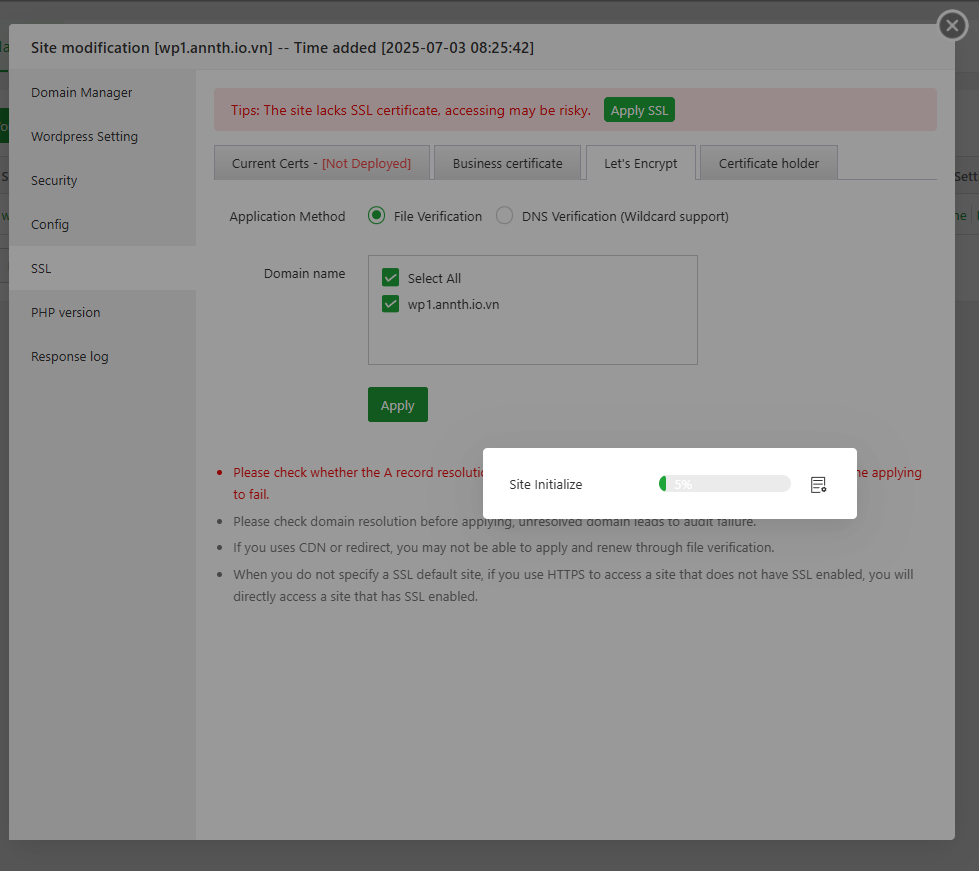 Site modification [wp1.annth.io.vn] -- Time added [2025-07-03 08:25:42]
Domain Manager
Wordpress Setting
Security
Config
SSL
PHP version
Response log
Tips: The site lacks SSL certificate, accessing may be risky. Apply SSL
Current Certs - [Not Deployed] Business certificate Let's Encrypt Certificate holder
Application Method File Verification DNS Verification (Wildcard support)
Domain name
Select All
wp1.annth.io.vn
Apply
Site Initialize 5%
Please check whether the A record applying
to fail.
Please check domain resolution before applying, unresolved domain leads to audit failure.
If you uses CDN or redirect, you may not be able to apply and renew through file verification.
When you do not specify a SSL default site, if you use HTTPS to access a site that does not have SSL enabled, you will
directly access a site that has SSL enabled.